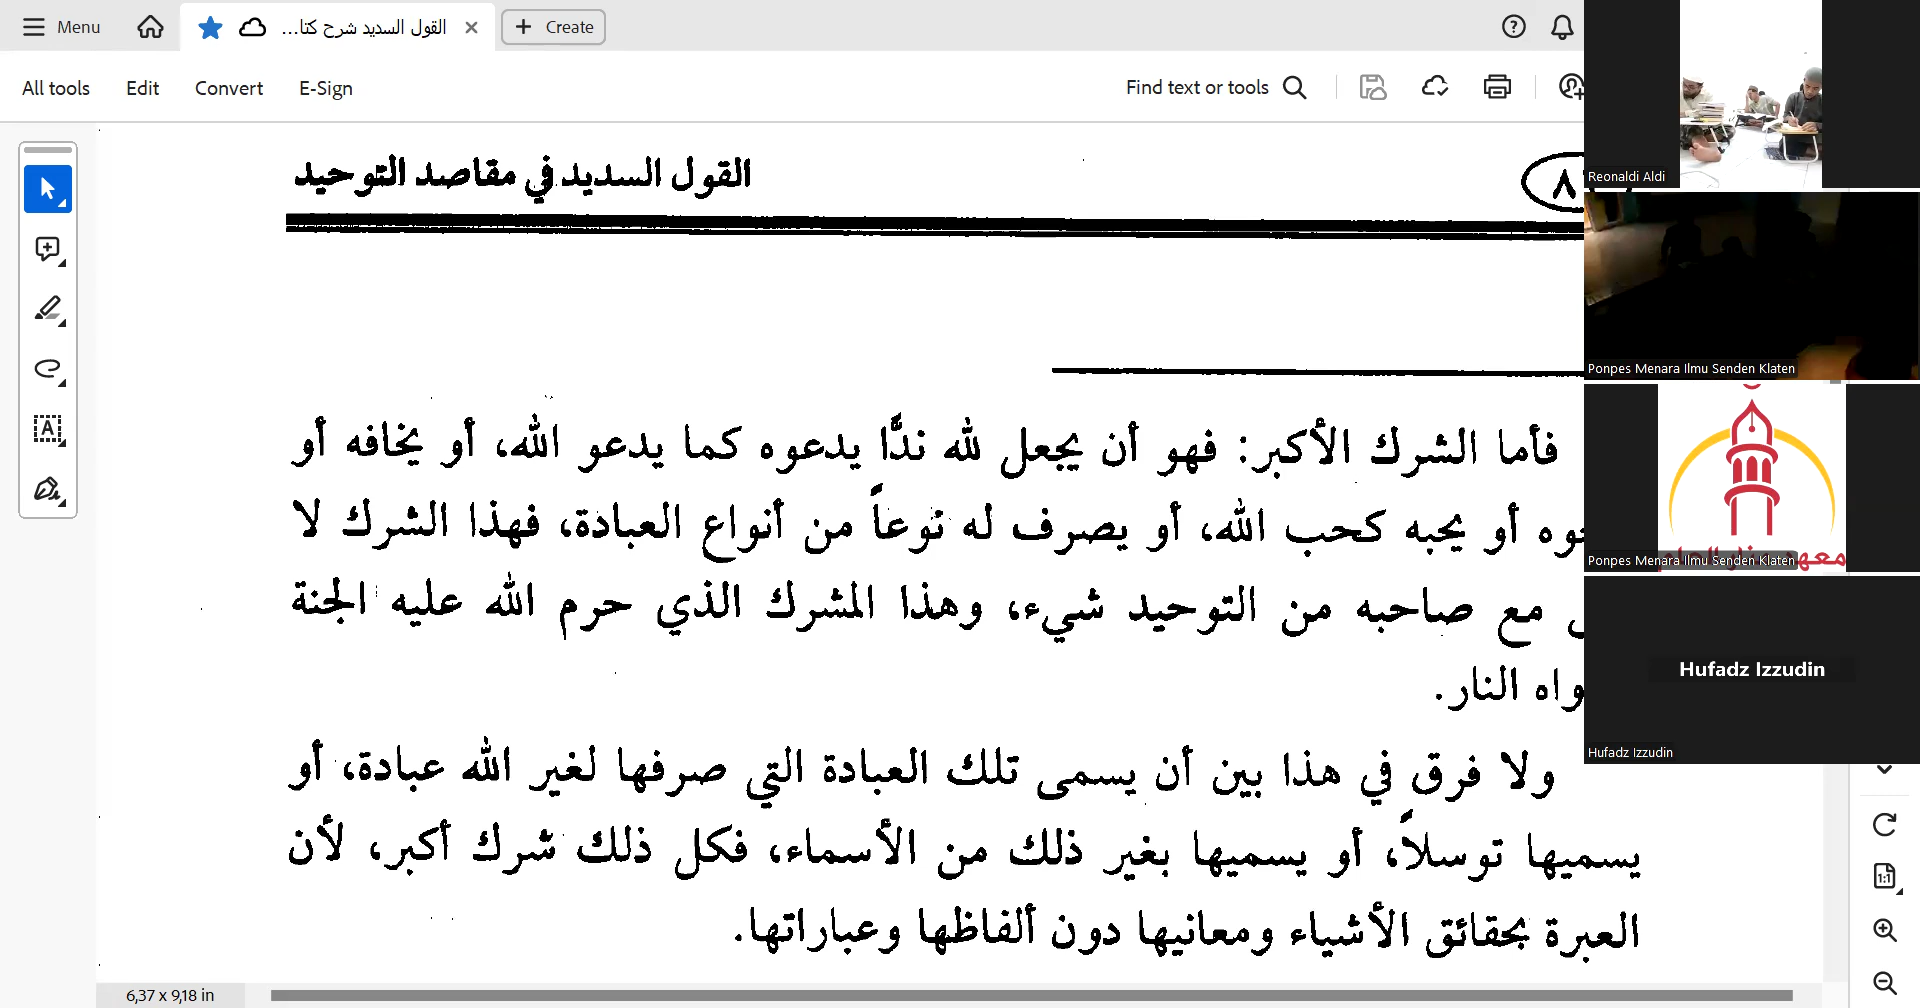 Menu
القول السديد شرح كتا...
Create
All tools
Edit
Convert
E-Sign
Find text or tools
القول السديد في مقاصد التوحيد
٨
فأما الشرك الأكبر: فهو أن يجعل لله ندًّا يدعوه كما يدعو الله، أو يخافه أو
أو يحبه كحب الله، أو يصرف له نوعاً من أنواع العبادة، فهذا الشرك لا
مع صاحبه من التوحيد شيء، وهذا المشرك الذي حرم الله عليه الجنة
واه النار.
ولا فرق في هذا بين أن يسمى تلك العبادة التي صرفها لغير الله عبادة، أو
يسميها توسلاً، أو يسميها بغير ذلك من الأسماء، فكل ذلك شرك أكبر، لأن
العبرة بحقائق الأشياء ومعانيها دون ألفاظها وعباراتها.
6,37 x 9,18 in
Reonaldi Aldi
Ponpes Menara Ilmu Senden Klaten
Ponpes Menara Ilmu Senden Klaten
Hufadz Izzudin
Hufadz Izzudin